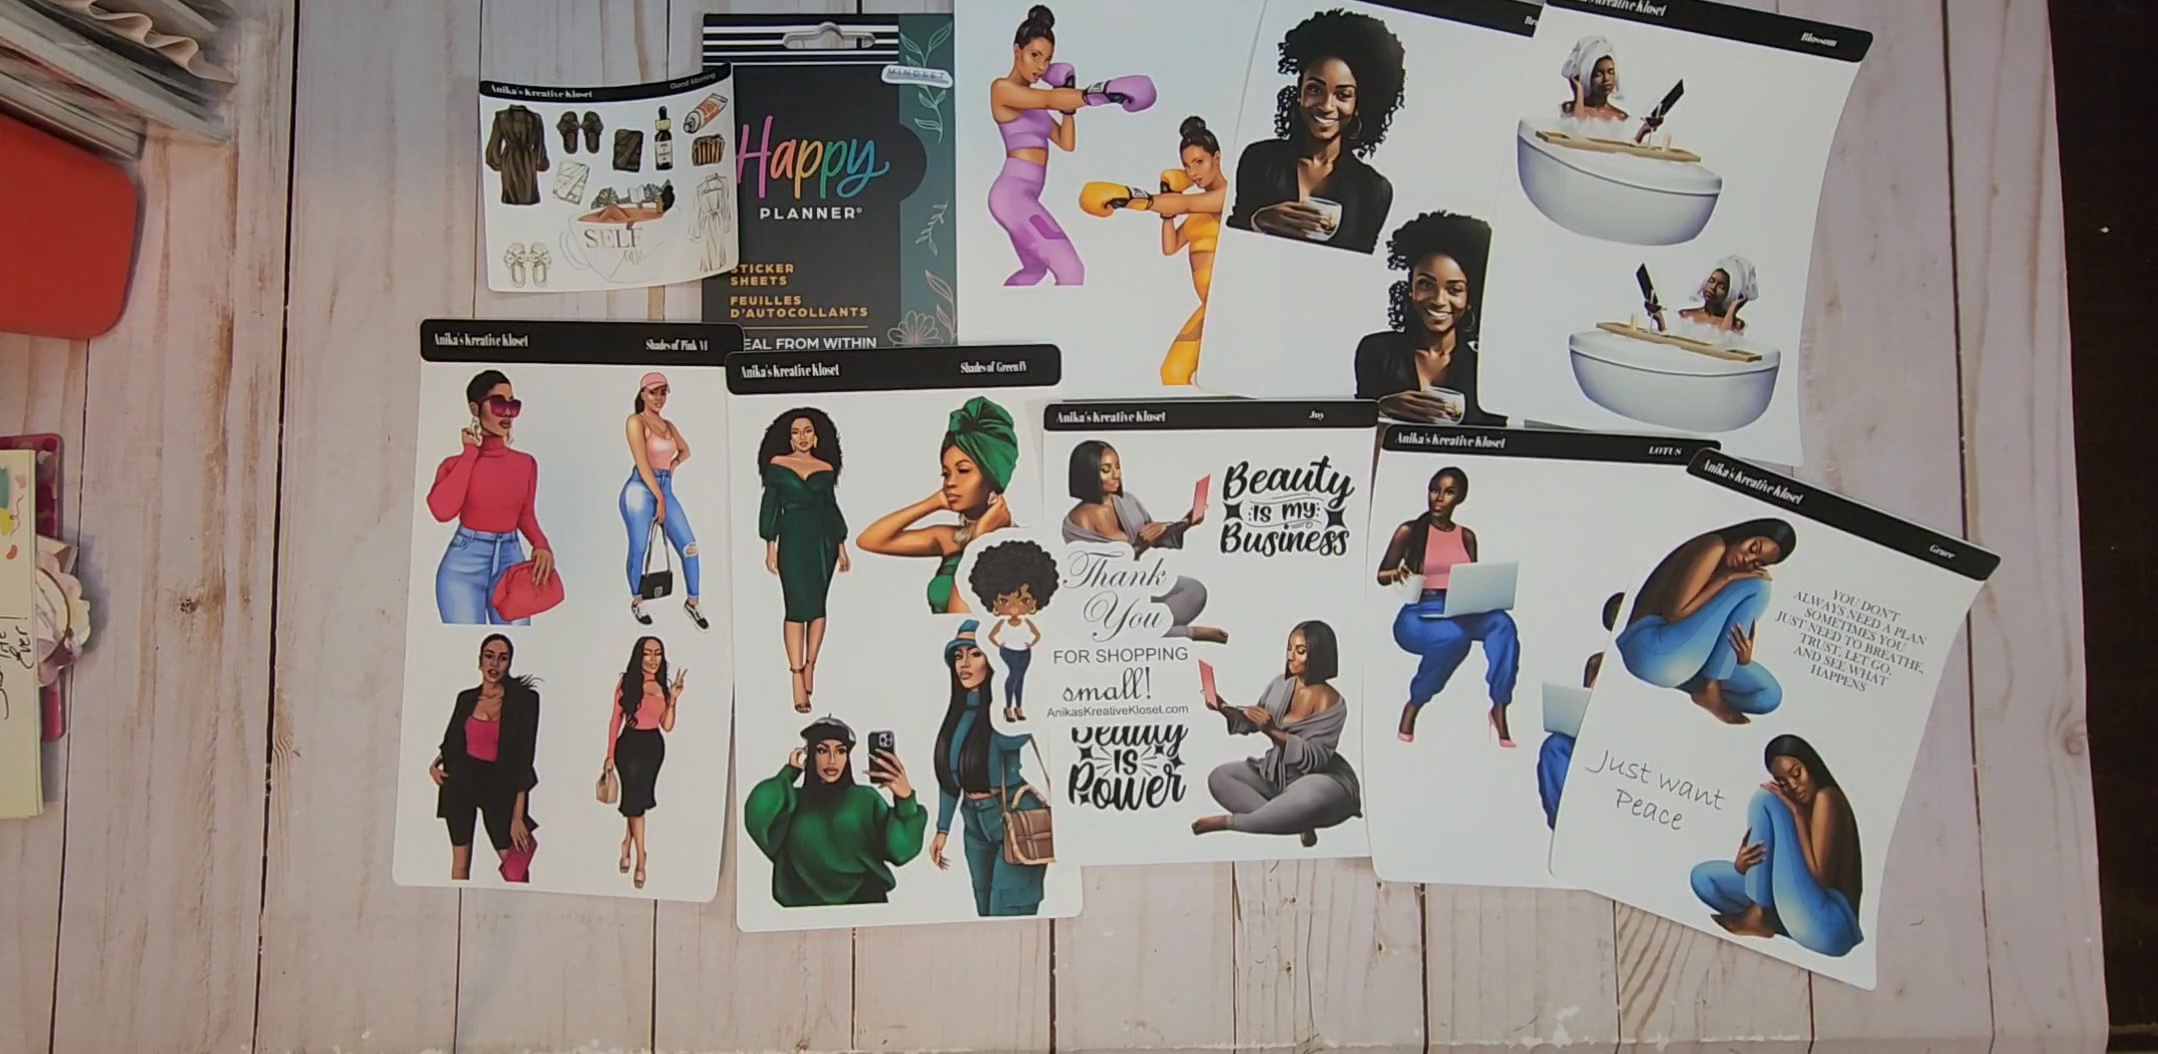 Anika's Kreative Kloset
Good Morning
SELF
MINDSET
Happy
PLANNER®
STICKER
SHEETS
FEUILLES
D'AUTOCOLLANTS
EAL FROM WITHIN
Kreative Kloset
Blossom
Anika's Kreative Kloset
Shades of Pink VI
Anika's Kreative Kloset
Shades of Green IV
Anika's Kreative Kloset
Joy
Beauty
IS MY
Business
Thank
You
FOR SHOPPING
small!
AnikasKreativeKloset.com
Beauty
IS
Power
Anika's Kreative Kloset
LOTUS
Anika's Kreative Kloset
Grace
YOU DON'T
ALWAYS NEED A PLAN
SOMETIMES YOU
JUST NEED TO BREATHE,
TRUST, LET GO,
AND SEE WHAT
HAPPENS
Just want
Peace